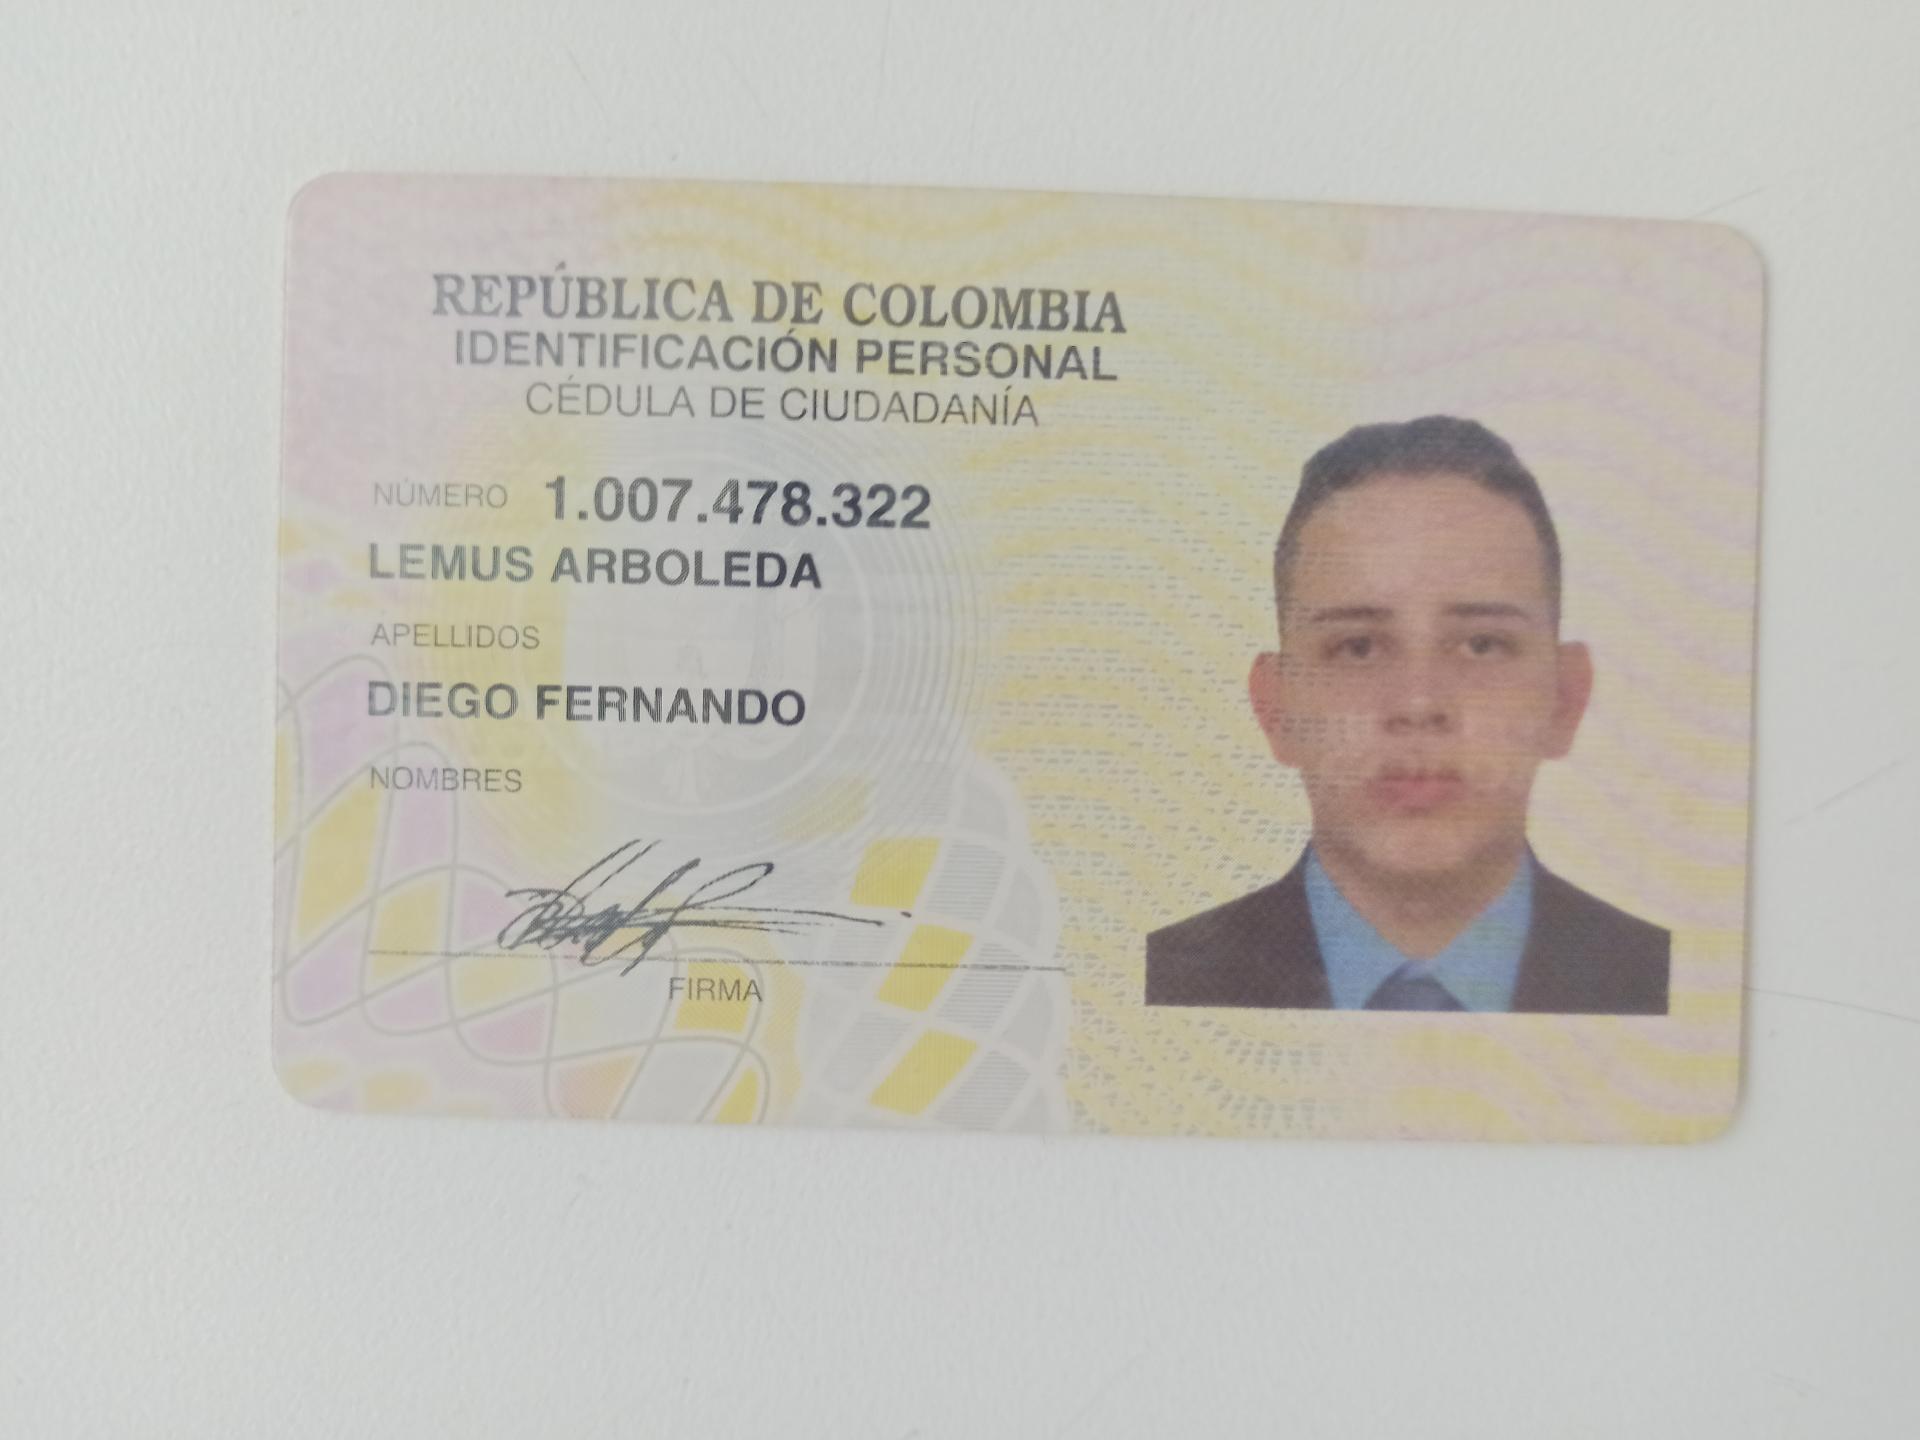 REPÚBLICA DE COLOMBIA
IDENTIFICACIÓN PERSONAL
CÉDULA DE CIUDADANÍA
NÚMERO 1.007.478.322
LEMUS ARBOLEDA
APELLIDOS
DIEGO FERNANDO
NOMBRES
FIRMA